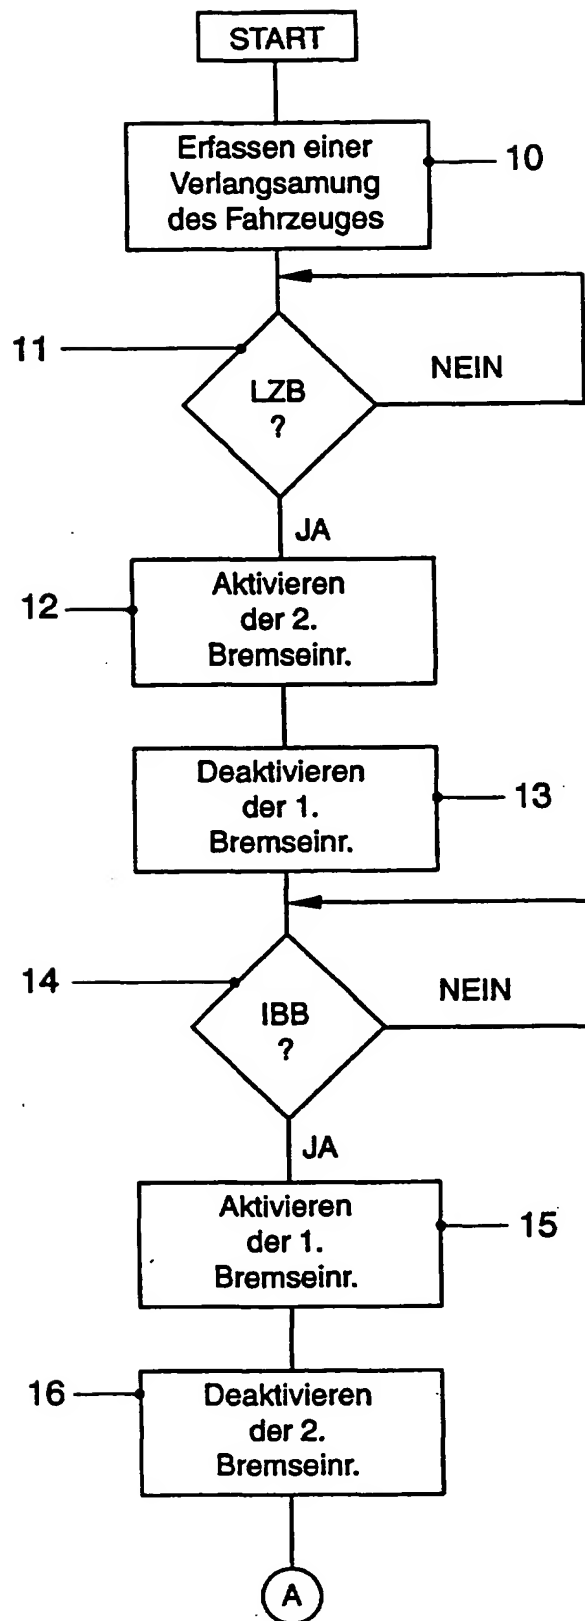 START
Erfassen einer
Verlangsamung
des Fahrzeuges
10
11
LZB
?
NEIN
JA
12
Aktivieren
der 2.
Bremseinr.
Deaktivieren
der 1.
Bremseinr.
13
14
IBB
?
NEIN
JA
Aktivieren
der 1.
Bremseinr.
15
16
Deaktivieren
der 2.
Bremseinr.
A